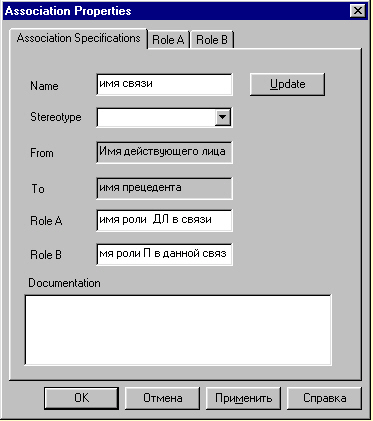 Association Properties
Association Specifications Role A Role B
Name имя связи Update
Stereotype
From Имя действующего лица
To имя прецедента
Role A имя роли ДЛ в связи
Role B мя роли П в данной связ
Documentation
OK Отмена Применить Справка